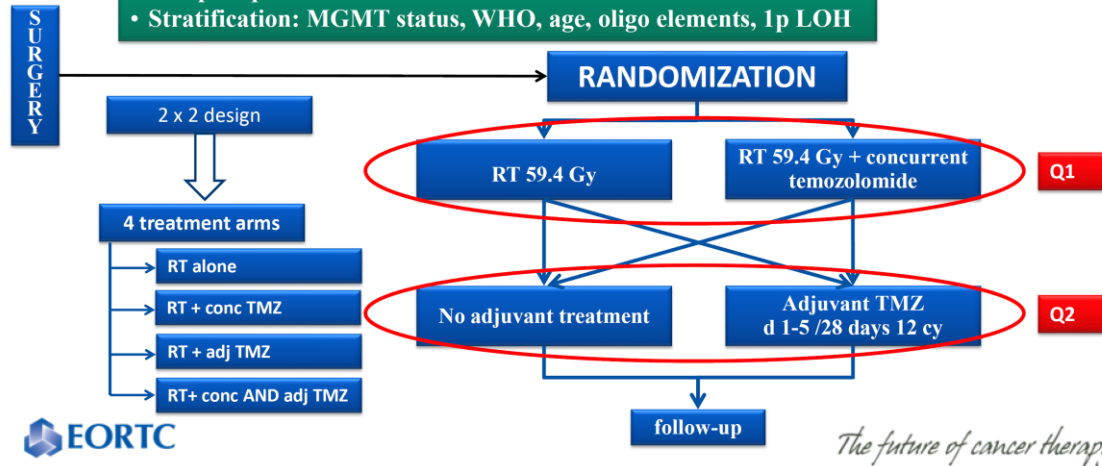 • Stratification: MGMT status, WHO, age, oligo elements, 1p LOH
SURGERY
RANDOMIZATION
2 x 2 design
RT 59.4 Gy
RT 59.4 Gy + concurrent
temozolomide
Q1
4 treatment arms
RT alone
RT + conc TMZ
RT + adj TMZ
RT+ conc AND adj TMZ
No adjuvant treatment
Adjuvant TMZ
d 1-5 /28 days 12 cy
Q2
follow-up
EORTC
The future of cancer therap